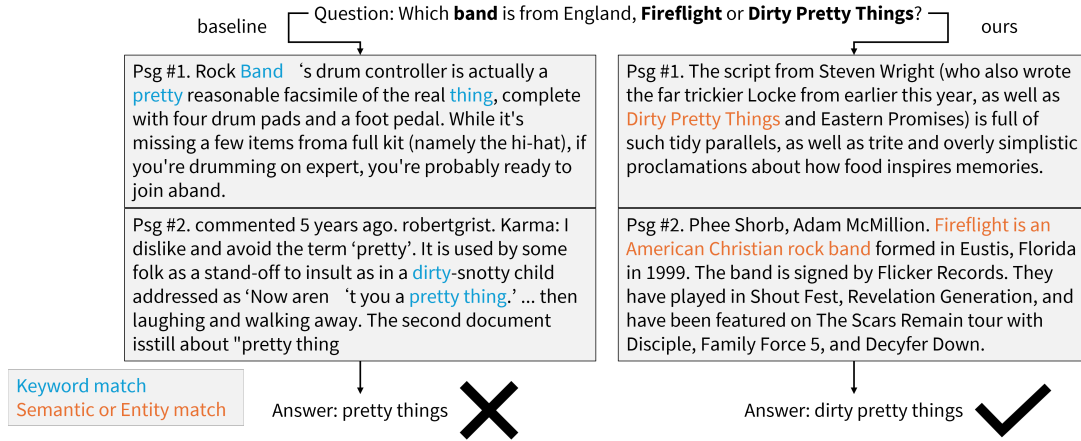 Question: Which band is from England, Fireflight or Dirty Pretty Things?
baseline
ours
Psg #1. Rock Band ‘s drum controller is actually a
pretty reasonable facsimile of the real thing, complete
with four drum pads and a foot pedal. While it's
missing a few items froma full kit (namely the hi-hat), if
you're drumming on expert, you're probably ready to
join aband.
Psg #2. commented 5 years ago. robertgrist. Karma: I
dislike and avoid the term ‘pretty’. It is used by some
folk as a stand-off to insult as in a dirty-snotty child
addressed as ‘Now aren ‘t you a pretty thing.’ ... then
laughing and walking away. The second document
isstill about "pretty thing
Answer: pretty things
Psg #1. The script from Steven Wright (who also wrote
the far trickier Locke from earlier this year, as well as
Dirty Pretty Things and Eastern Promises) is full of
such tidy parallels, as well as trite and overly simplistic
proclamations about how food inspires memories.
Psg #2. Phee Shorb, Adam McMillion. Fireflight is an
American Christian rock band formed in Eustis, Florida
in 1999. The band is signed by Flicker Records. They
have played in Shout Fest, Revelation Generation, and
have been featured on The Scars Remain tour with
Disciple, Family Force 5, and Decyfer Down.
Answer: dirty pretty things
Keyword match
Semantic or Entity match